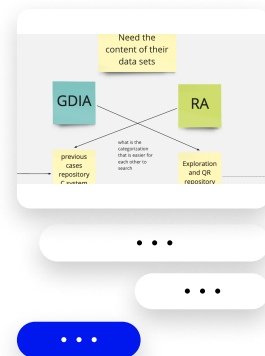 Need the
content of their
data sets
GDIA
RA
what is the
categorization
that is easier for
each other to
search
previous
cases
repository
C system
Exploration
and QR
repository